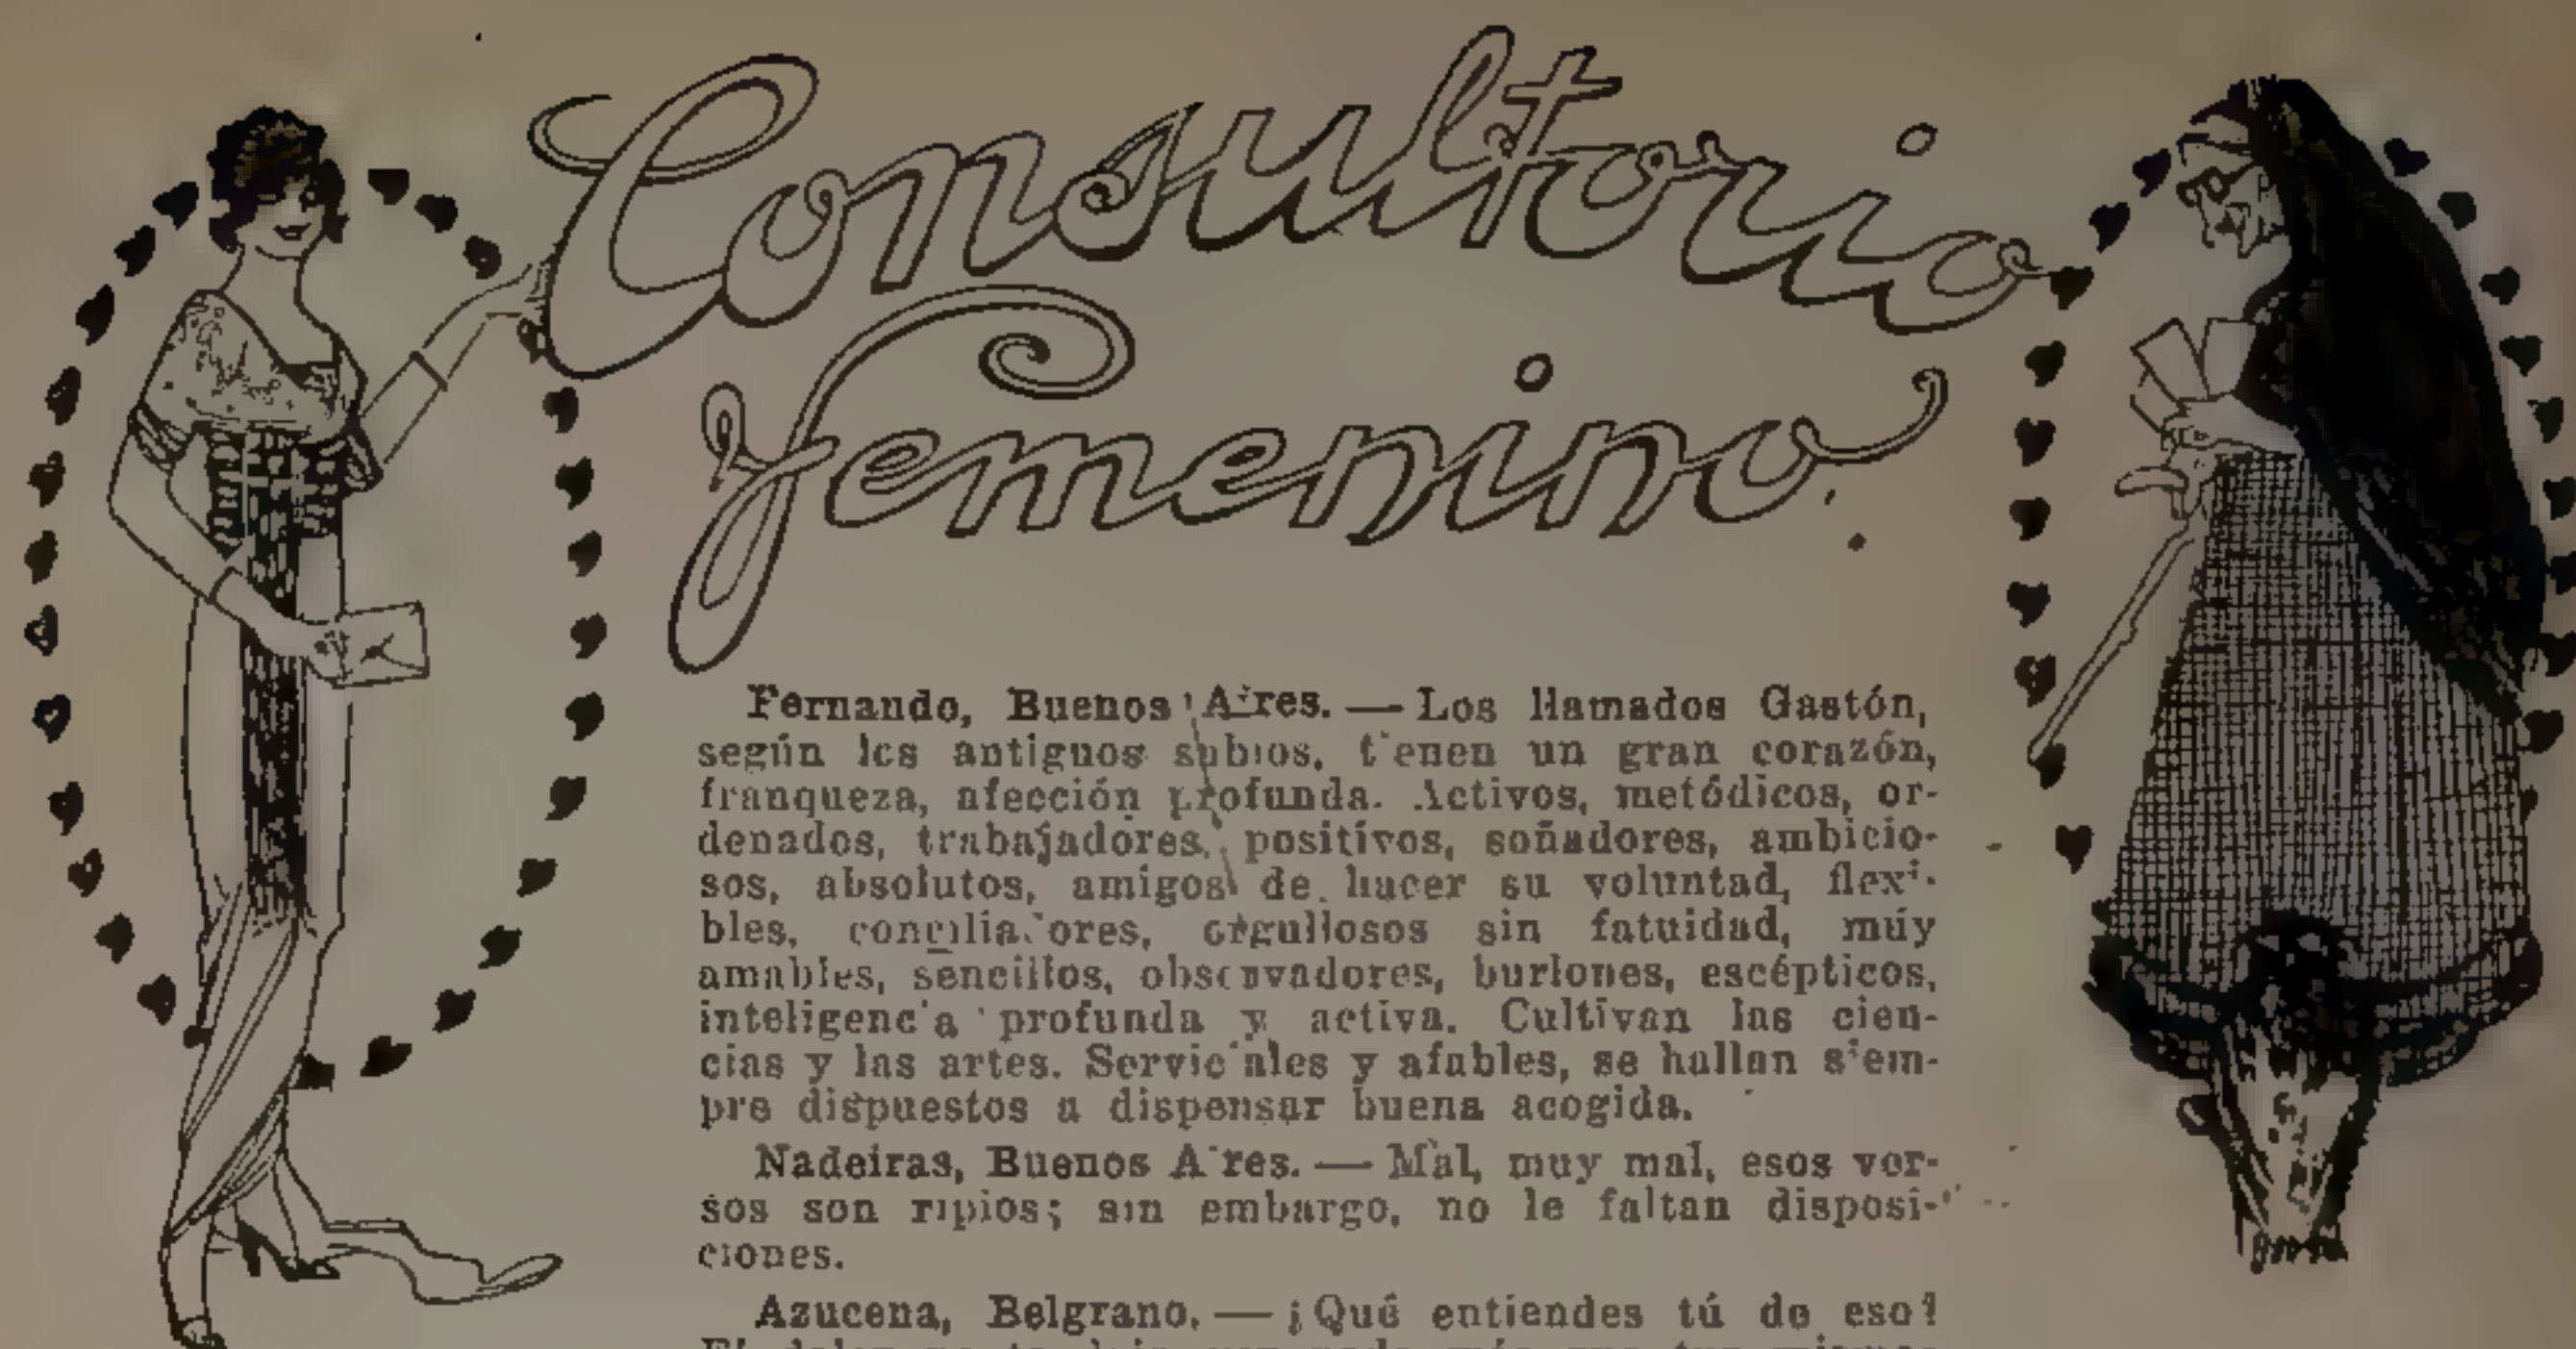 Consultorio
femenino
Fernando, Buenos Aires. — Los llamados Gastón,
según los antiguos sabios, tienen un gran corazón,
franqueza, afección profunda. Activos, metódicos, or-
denados, trabajadores, positivos, soñadores, ambicio-
sos, absolutos, amigos de hacer su voluntad, flexi-
bles, conciliadores, orgullosos sin fatuidad, muy
amables, sencillos, observadores, burlones, escépticos,
inteligencia profunda y activa. Cultivan las cien-
cias y las artes. Serviciales y afables, se hallan siem-
pre dispuestos a dispensar buena acogida.
Nadeiras, Buenos Aires. — Mal, muy mal, esos ver-
sos son ripios; sin embargo, no le faltan disposi-
ciones.
Azucena, Belgrano. — ¿Qué entiendes tú de eso?